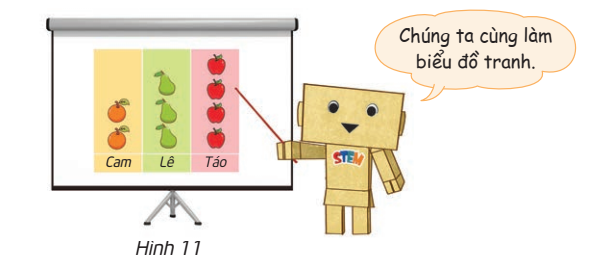 Chúng ta cùng làm
biểu đồ tranh.
STEM
Cam Lê Táo
Hình 11